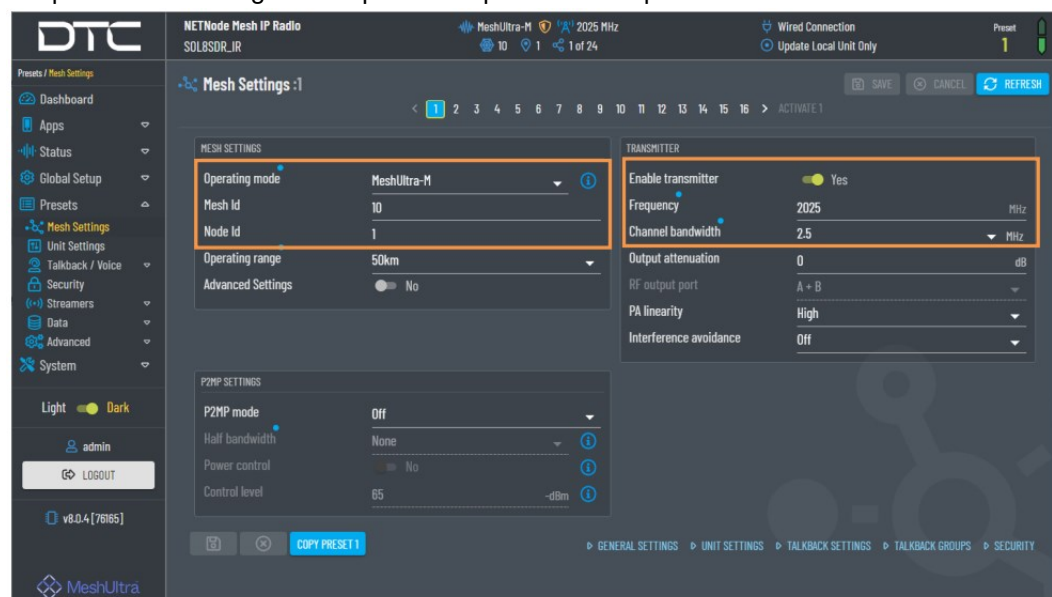 DTC
NETNode Mesh IP Radio
SOL8SDR_IR
MeshUltra-M 2025 MHz
10 1 1 of 24
Wired Connection
Update Local Unit Only
Preset
1
Presets / Mesh Settings
Dashboard
Apps
Status
Global Setup
Presets
Mesh Settings
Unit Settings
Talkback / Voice
Security
Streamers
Data
Advanced
System
Light Dark
admin
LOGOUT
v8.0.4 [76165]
MeshUltra
Mesh Settings :1
SAVE CANCEL REFRESH
< 1 2 3 4 5 6 7 8 9 10 11 12 13 14 15 16 > ACTIVATE 1
MESH SETTINGS
Operating mode MeshUltra-M
Mesh Id 10
Node Id 1
Operating range 50km
Advanced Settings No
TRANSMITTER
Enable transmitter Yes
Frequency 2025 MHz
Channel bandwidth 2.5 MHz
Output attenuation 0 dB
RF output port A + B
PA linearity High
Interference avoidance Off
P2MP SETTINGS
P2MP mode Off
Half bandwidth None
Power control No
Control level 65 -dBm
COPY PRESET 1
GENERAL SETTINGS UNIT SETTINGS TALKBACK SETTINGS TALKBACK GROUPS SECURITY